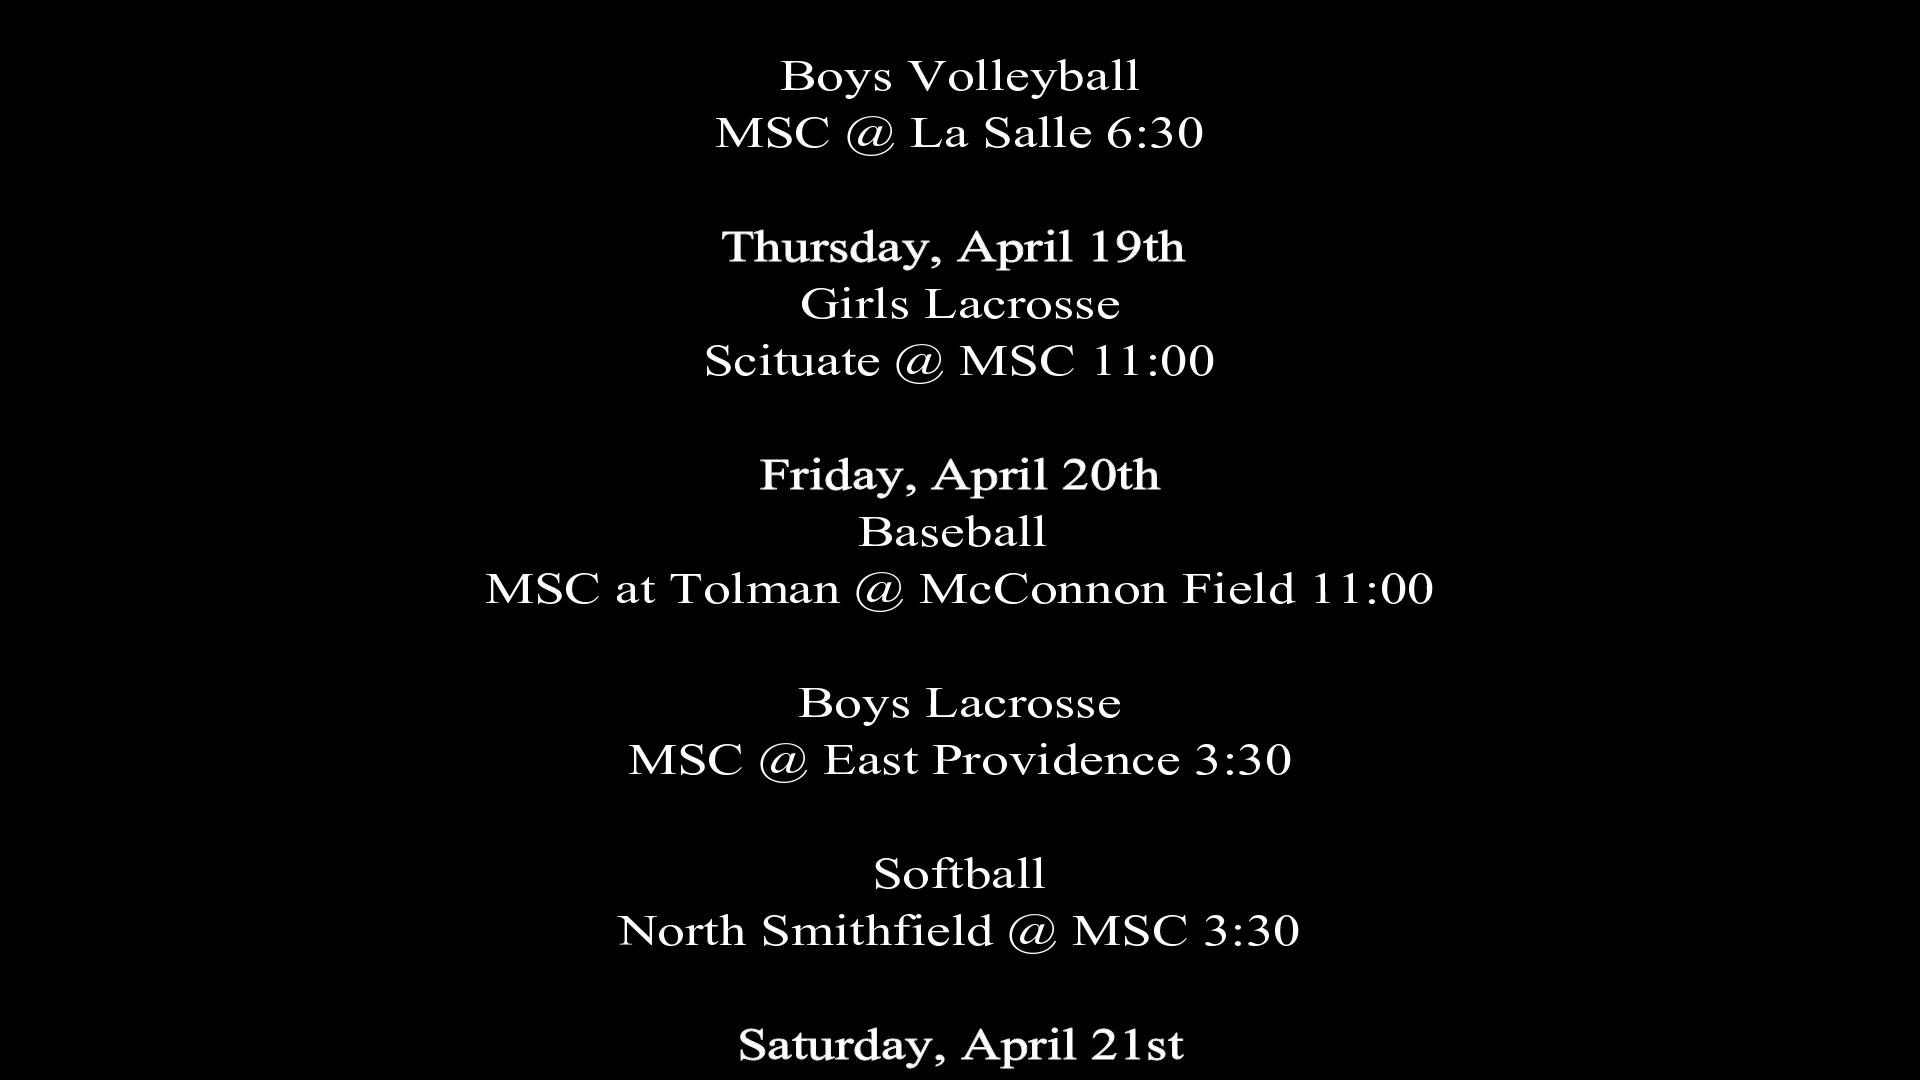 Boys Volleyball
MSC @ La Salle 6:30
Thursday, April 19th
Girls Lacrosse
Scituate @ MSC 11:00
Friday, April 20th
Baseball
MSC at Tolman @ McConnon Field 11:00
Boys Lacrosse
MSC @ East Providence 3:30
Softball
North Smithfield @ MSC 3:30
Saturday, April 21st